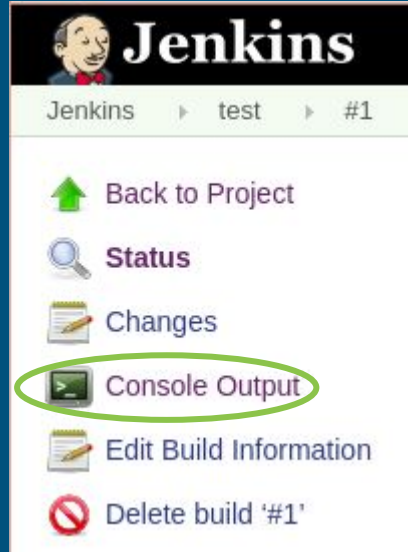 Jenkins
Jenkins test #1
Back to Project
Status
Changes
>_ Console Output
Edit Build Information
Delete build ‘#1’